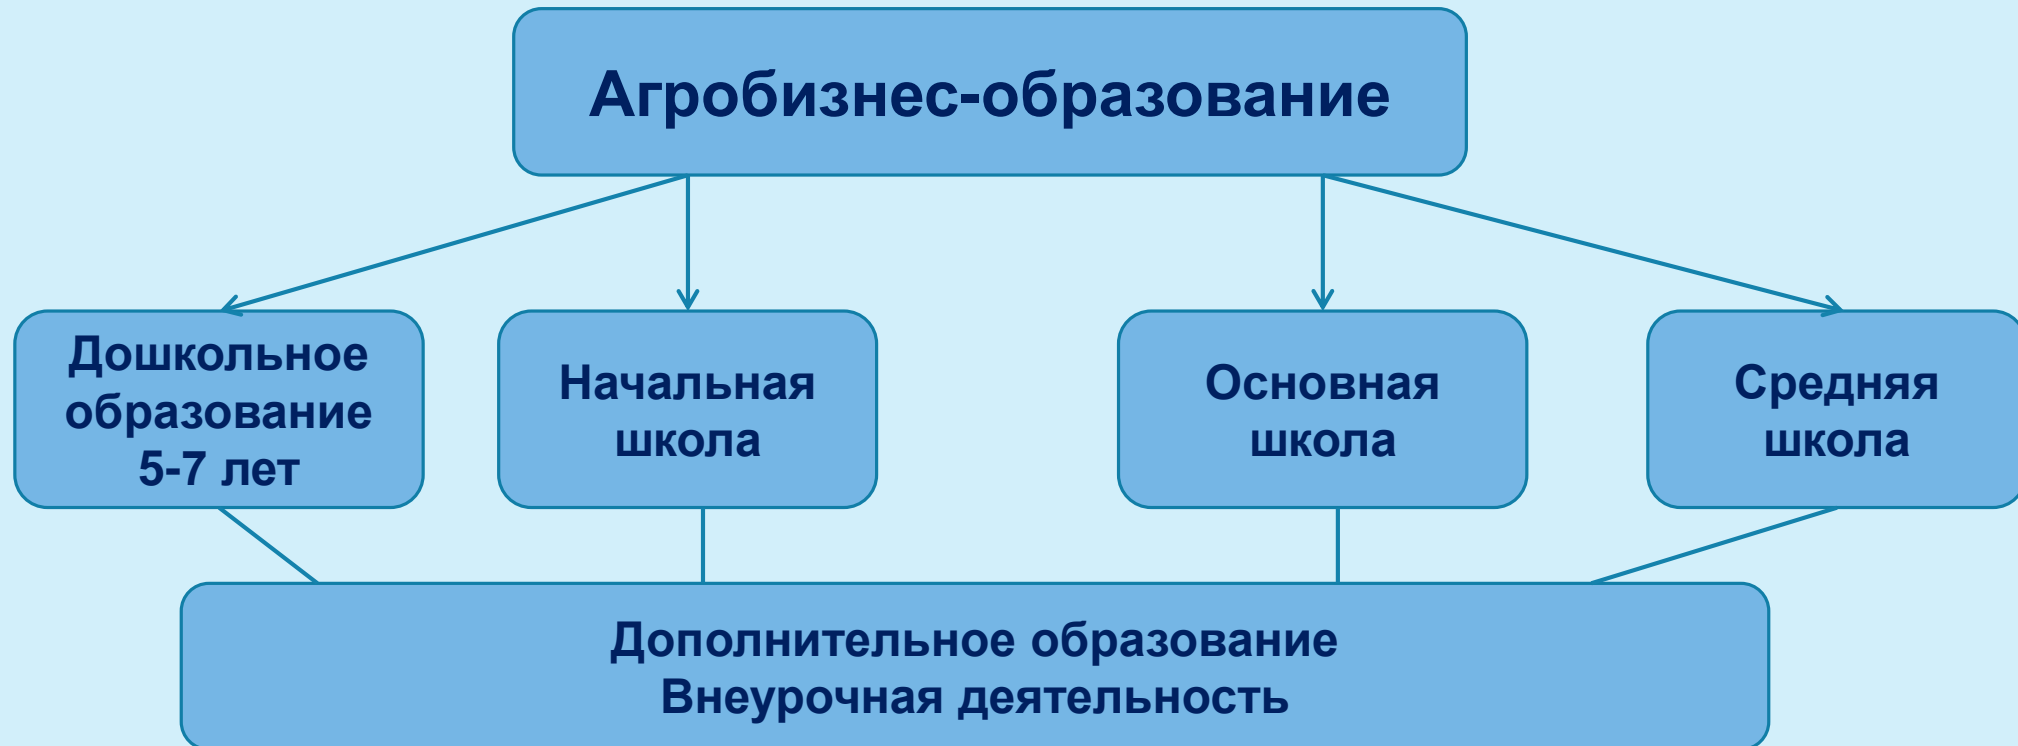 Агробизнес-образование
Дошкольное
образование
5-7 лет
Начальная
школа
Основная
школа
Средняя
школа
Дополнительное образование
Внеурочная деятельность